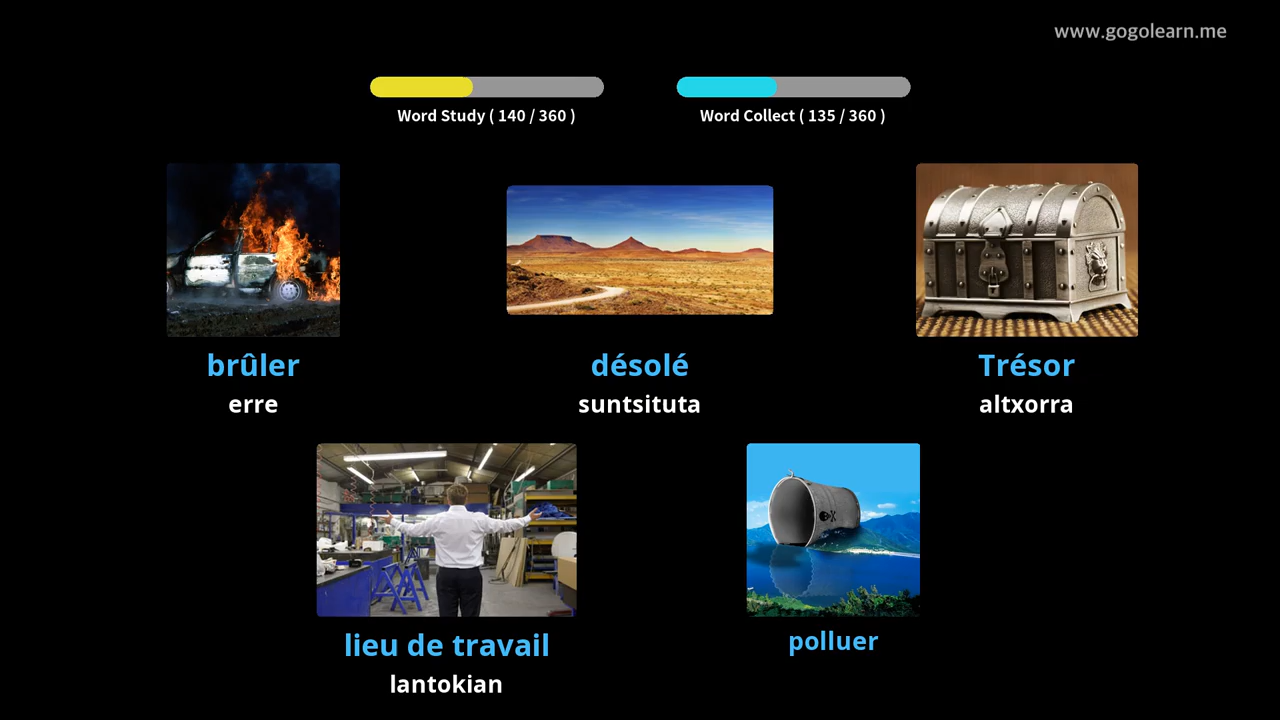 www.gogolearn.me
Word Study ( 140 / 360 )
Word Collect ( 135 / 360 )
brûler
erre
désolé
suntsituta
Trésor
altxorra
lieu de travail
lantokian
polluer